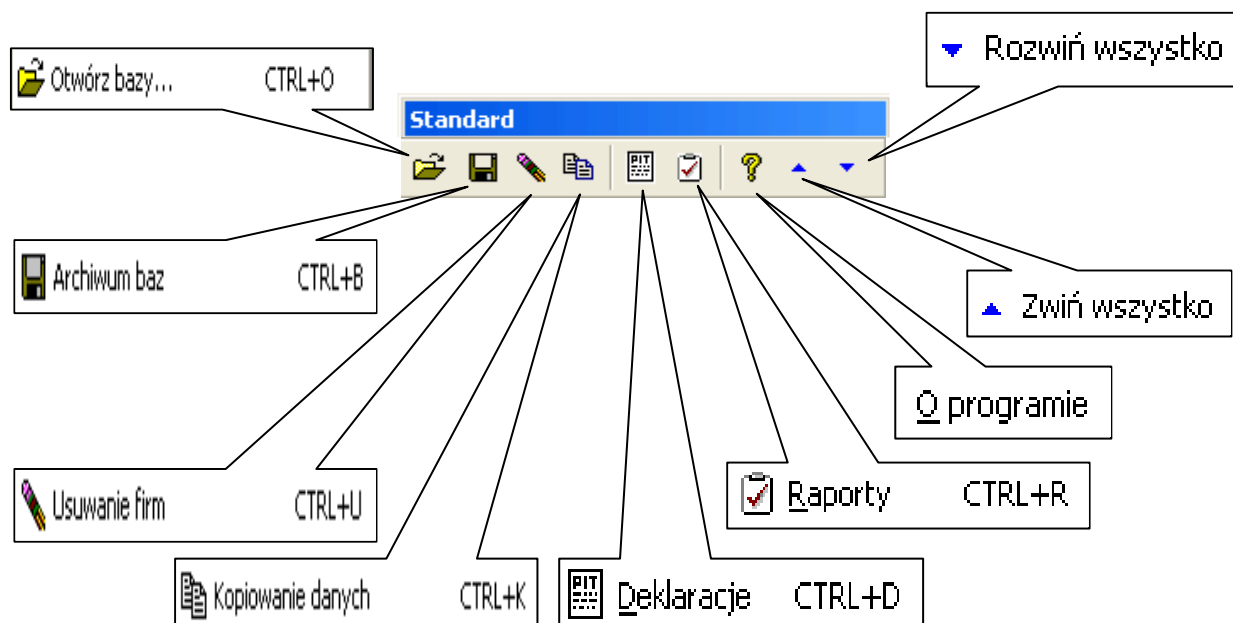 Rozwiń wszystko
Otwórz bazy... CTRL+O
Standard
PIT
Archiwum baz CTRL+B
Zwiń wszystko
O programie
Usuwanie firm CTRL+U
Raporty CTRL+R
Kopiowanie danych CTRL+K
PIT Deklaracje CTRL+D